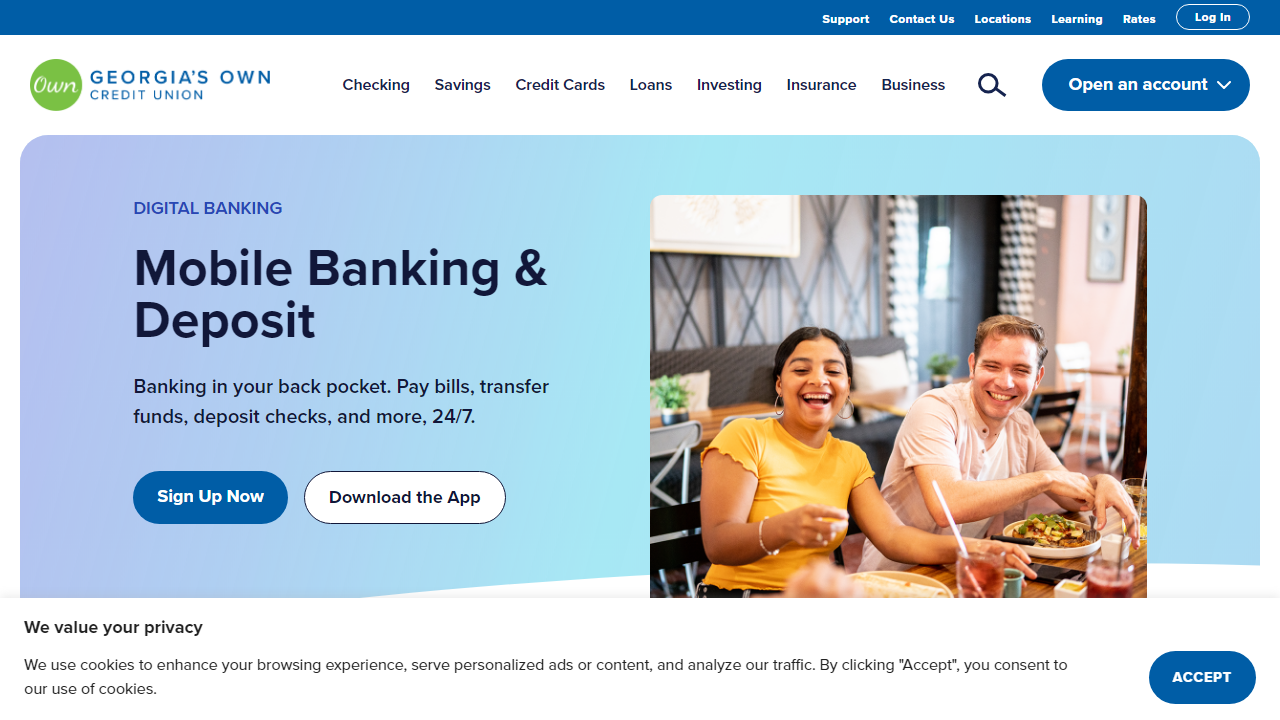 Support Contact Us Locations Learning Rates Log In
Own GEORGIA'S OWN
CREDIT UNION
Checking Savings Credit Cards Loans Investing Insurance Business Open an account
DIGITAL BANKING
Mobile Banking &
Deposit
Banking in your back pocket. Pay bills, transfer
funds, deposit checks, and more, 24/7.
Sign Up Now Download the App
We value your privacy
We use cookies to enhance your browsing experience, serve personalized ads or content, and analyze our traffic. By clicking "Accept", you consent to
our use of cookies.
ACCEPT